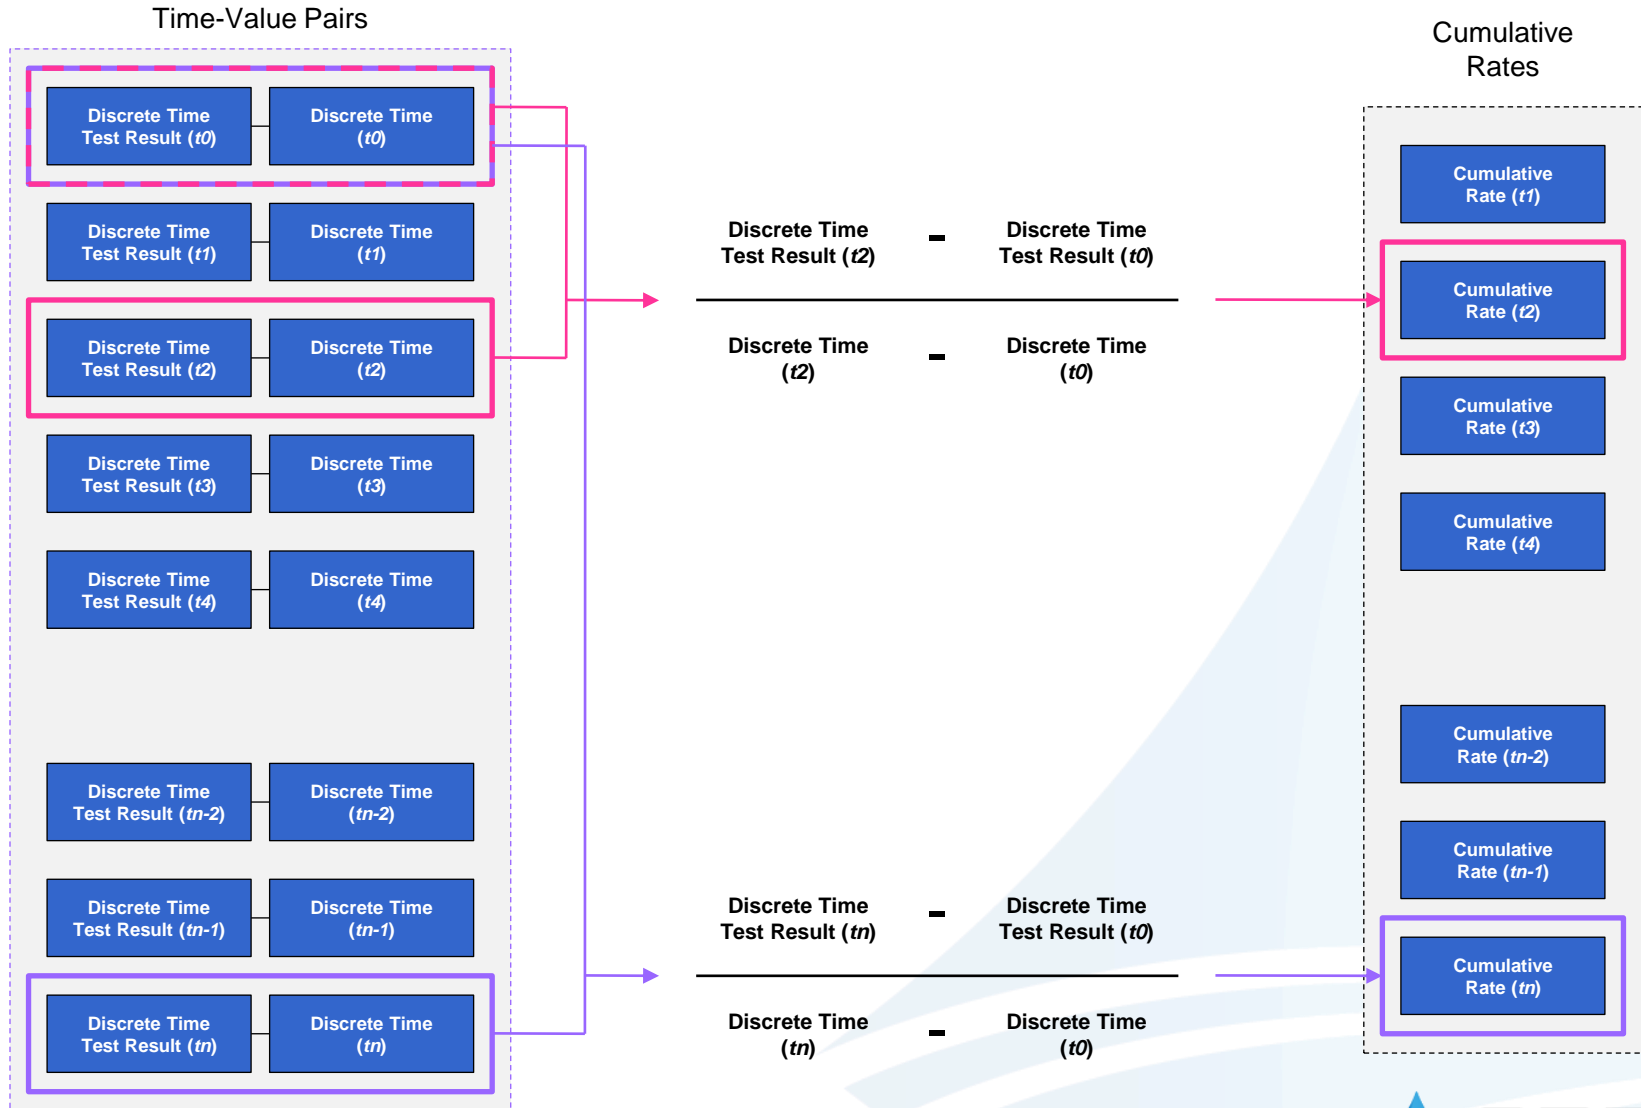 Time-Value Pairs
Discrete Time
Test Result (t0)
Discrete Time
(t0)
Discrete Time
Test Result (t1)
Discrete Time
(t1)
Discrete Time
Test Result (t2)
Discrete Time
(t2)
Discrete Time
Test Result (t3)
Discrete Time
(t3)
Discrete Time
Test Result (t4)
Discrete Time
(t4)
Discrete Time
Test Result (tn-2)
Discrete Time
(tn-2)
Discrete Time
Test Result (tn-1)
Discrete Time
(tn-1)
Discrete Time
Test Result (tn)
Discrete Time
(tn)
Discrete Time
Test Result (t2)
-
Discrete Time
Test Result (t0)
Discrete Time
(t2)
-
Discrete Time
(t0)
Discrete Time
Test Result (tn)
-
Discrete Time
Test Result (t0)
Discrete Time
(tn)
-
Discrete Time
(t0)
Cumulative
Rates
Cumulative
Rate (t1)
Cumulative
Rate (t2)
Cumulative
Rate (t3)
Cumulative
Rate (t4)
Cumulative
Rate (tn-2)
Cumulative
Rate (tn-1)
Cumulative
Rate (tn)